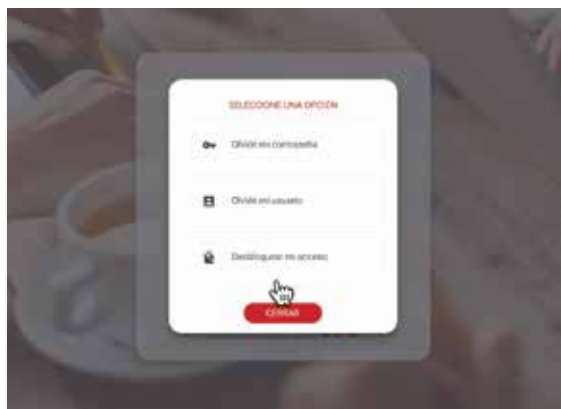 SELECCIONE UNA OPCIÓN
Olvidé mi contraseña
Olvidé mi usuario
Desbloquear mi acceso
CERRAR